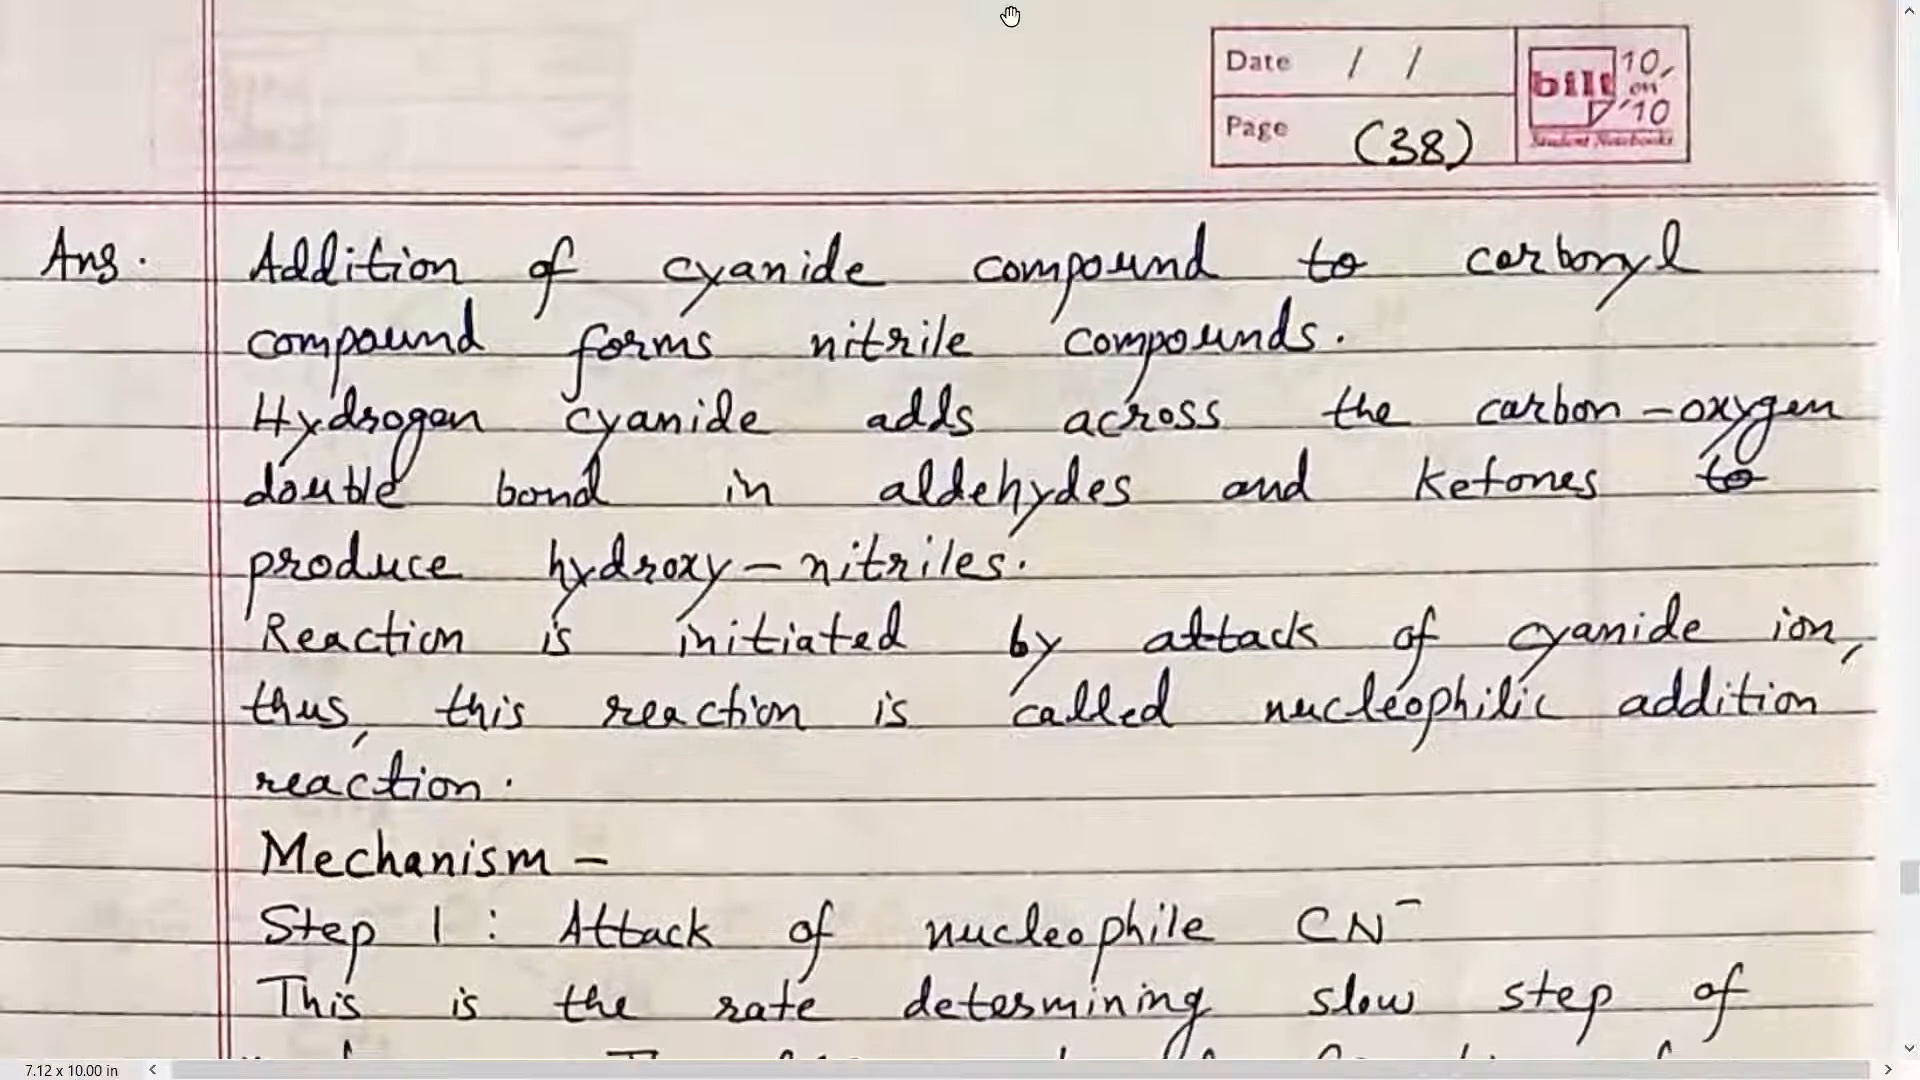 Date / /
bilt 10 on 10
Page (38)
Student Notebooks
Ans. Addition of cyanide compound to carbonyl
compound forms nitrile compounds.
Hydrogen cyanide adds across the carbon-oxygen
double bond in aldehydes and ketones to
produce hydroxy-nitriles.
Reaction is initiated by attack of cyanide ion,
thus, this reaction is called nucleophilic addition
reaction.
Mechanism -
Step 1 : Attack of nucleophile CN⁻
This is the rate determining slow step of
7.12 x 10.00 in